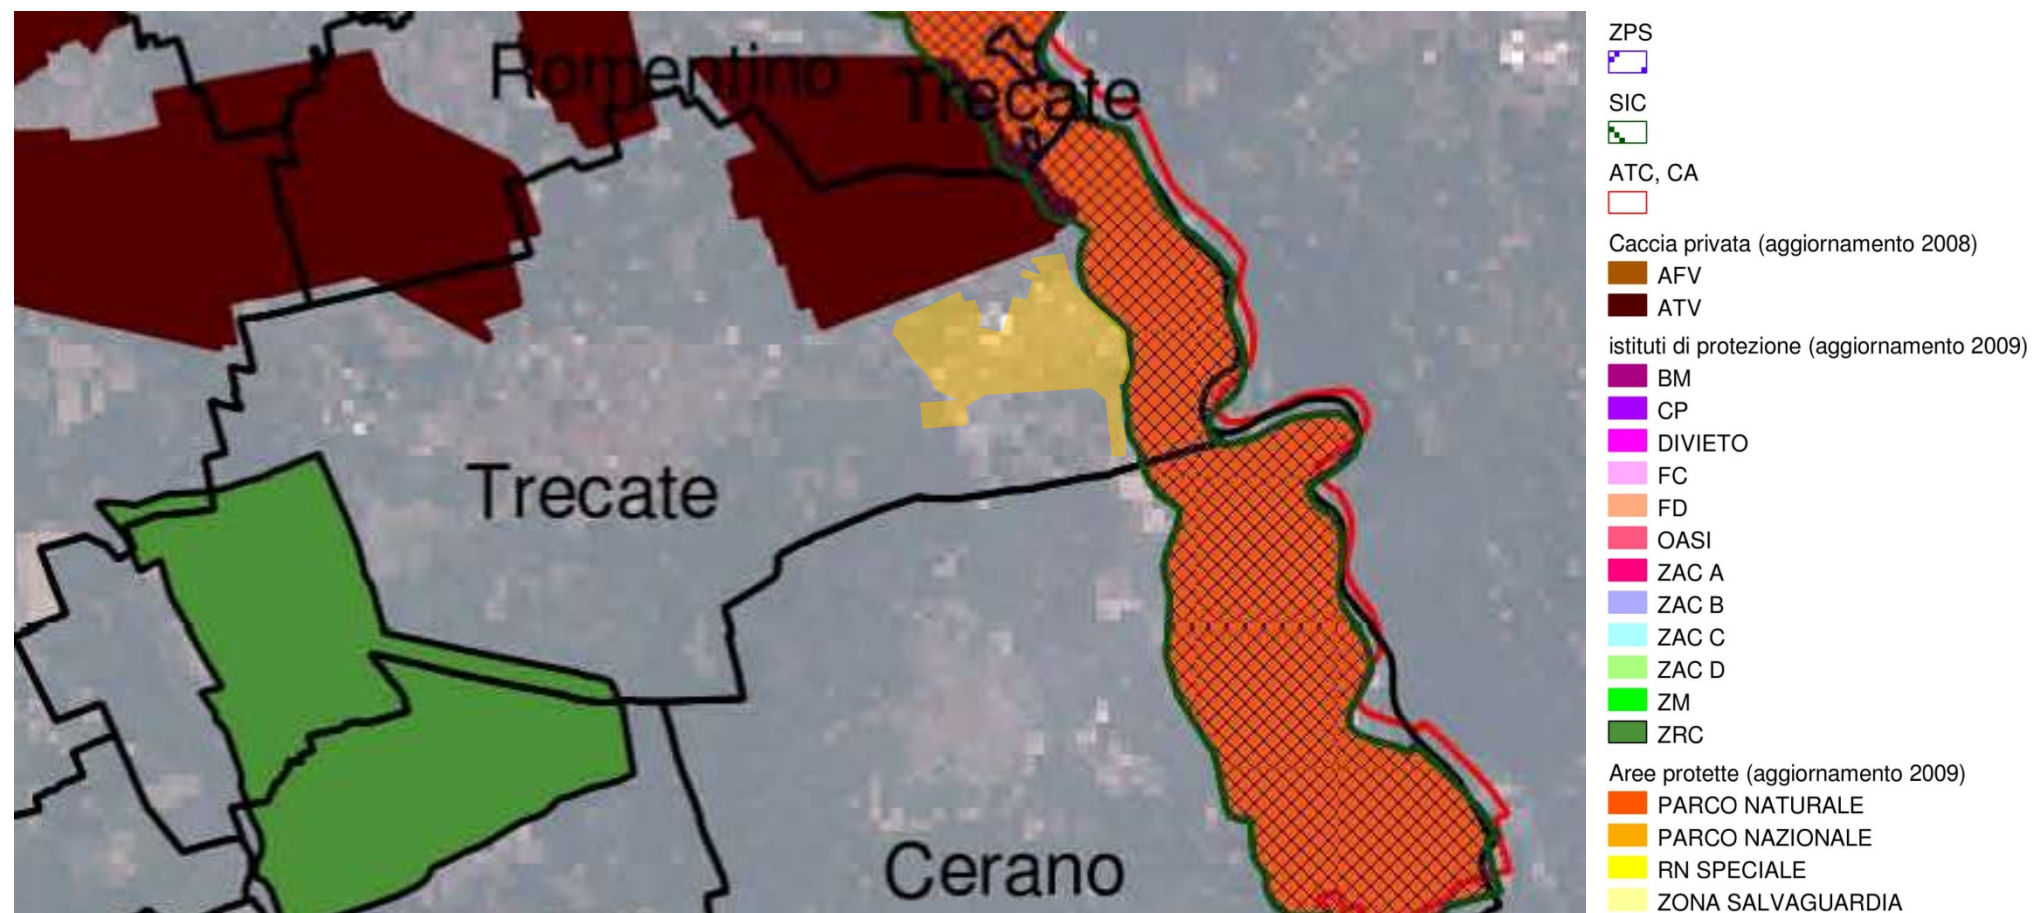 Romentino
Trecate
Trecate
Cerano
ZPS
SIC
ATC, CA
Caccia privata (aggiornamento 2008)
AFV
ATV
istituti di protezione (aggiornamento 2009)
BM
CP
DIVIETO
FC
FD
OASI
ZAC A
ZAC B
ZAC C
ZAC D
ZM
ZRC
Aree protette (aggiornamento 2009)
PARCO NATURALE
PARCO NAZIONALE
RN SPECIALE
ZONA SALVAGUARDIA